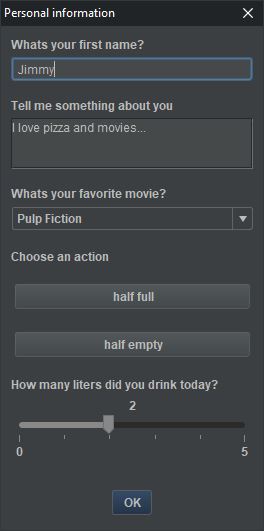 Personal information
Whats your first name?
Jimmy
Tell me something about you
I love pizza and movies...
Whats your favorite movie?
Pulp Fiction
Choose an action
half full
half empty
How many liters did you drink today?
2
0 5
OK